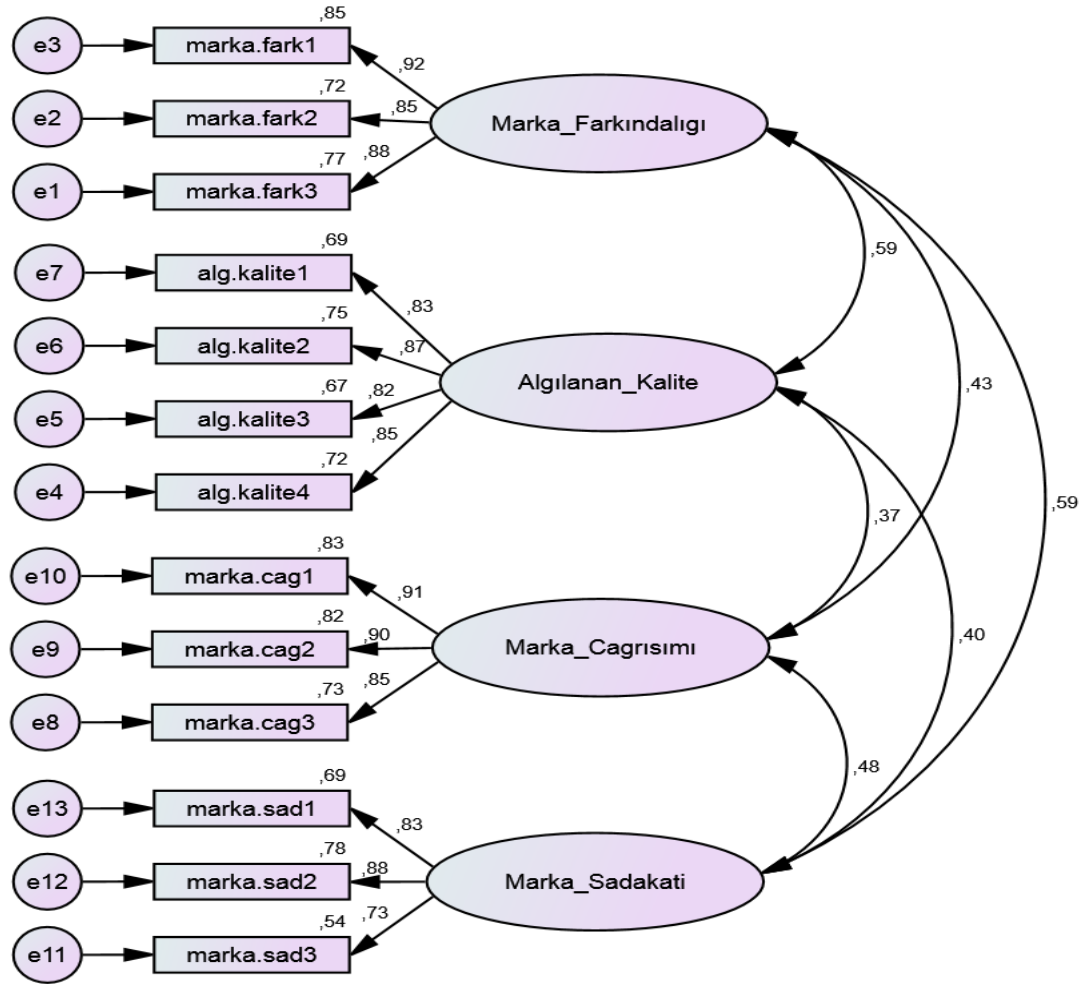 ,85
e3 marka.fark1
,92
,72
e2 marka.fark2
,85
Marka_Farkındalıgı
,77
,88
e1 marka.fark3
,69
e7 alg.kalite1
,83
,75
e6 alg.kalite2
,87
Algılanan_Kalite
,67
,82
e5 alg.kalite3
,85
,72
e4 alg.kalite4
,83
e10 marka.cag1
,91
,82
e9 marka.cag2
,90
Marka_Cagrısımı
,73
,85
e8 marka.cag3
,69
e13 marka.sad1
,83
,78
e12 marka.sad2
,88
Marka_Sadakati
,54
,73
e11 marka.sad3
,59
,43
,59
,37
,40
,48